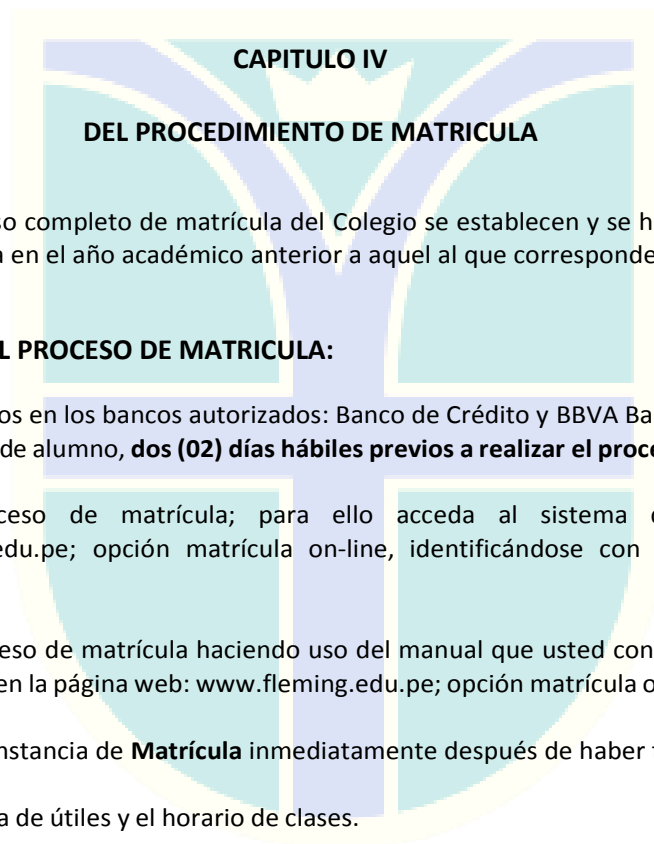 CAPITULO IV
DEL PROCEDIMIENTO DE MATRICULA
so completo de matrícula del Colegio se establecen y se h
a en el año académico anterior a aquel al que corresponde
L PROCESO DE MATRICULA:
os en los bancos autorizados: Banco de Crédito y BBVA Ba
de alumno, dos (02) días hábiles previos a realizar el proce
ceso de matrícula; para ello acceda al sistema
edu.pe; opción matrícula on-line, identificándose con
eso de matrícula haciendo uso del manual que usted con
en la página web: www.fleming.edu.pe; opción matrícula o
nstancia de Matrícula inmediatamente después de haber
a de útiles y el horario de clases.